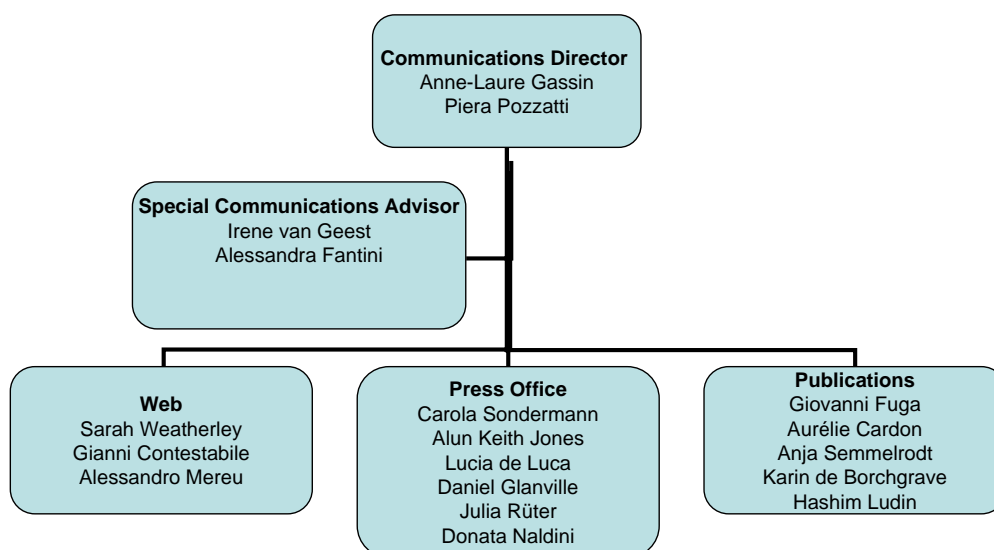 Communications Director
Anne-Laure Gassin
Piera Pozzatti
Special Communications Advisor
Irene van Geest
Alessandra Fantini
Web
Sarah Weatherley
Gianni Contestabile
Alessandro Mereu
Press Office
Carola Sondermann
Alun Keith Jones
Lucia de Luca
Daniel Glanville
Julia Rüter
Donata Naldini
Publications
Giovanni Fuga
Aurélie Cardon
Anja Semmelrodt
Karin de Borchgrave
Hashim Ludin